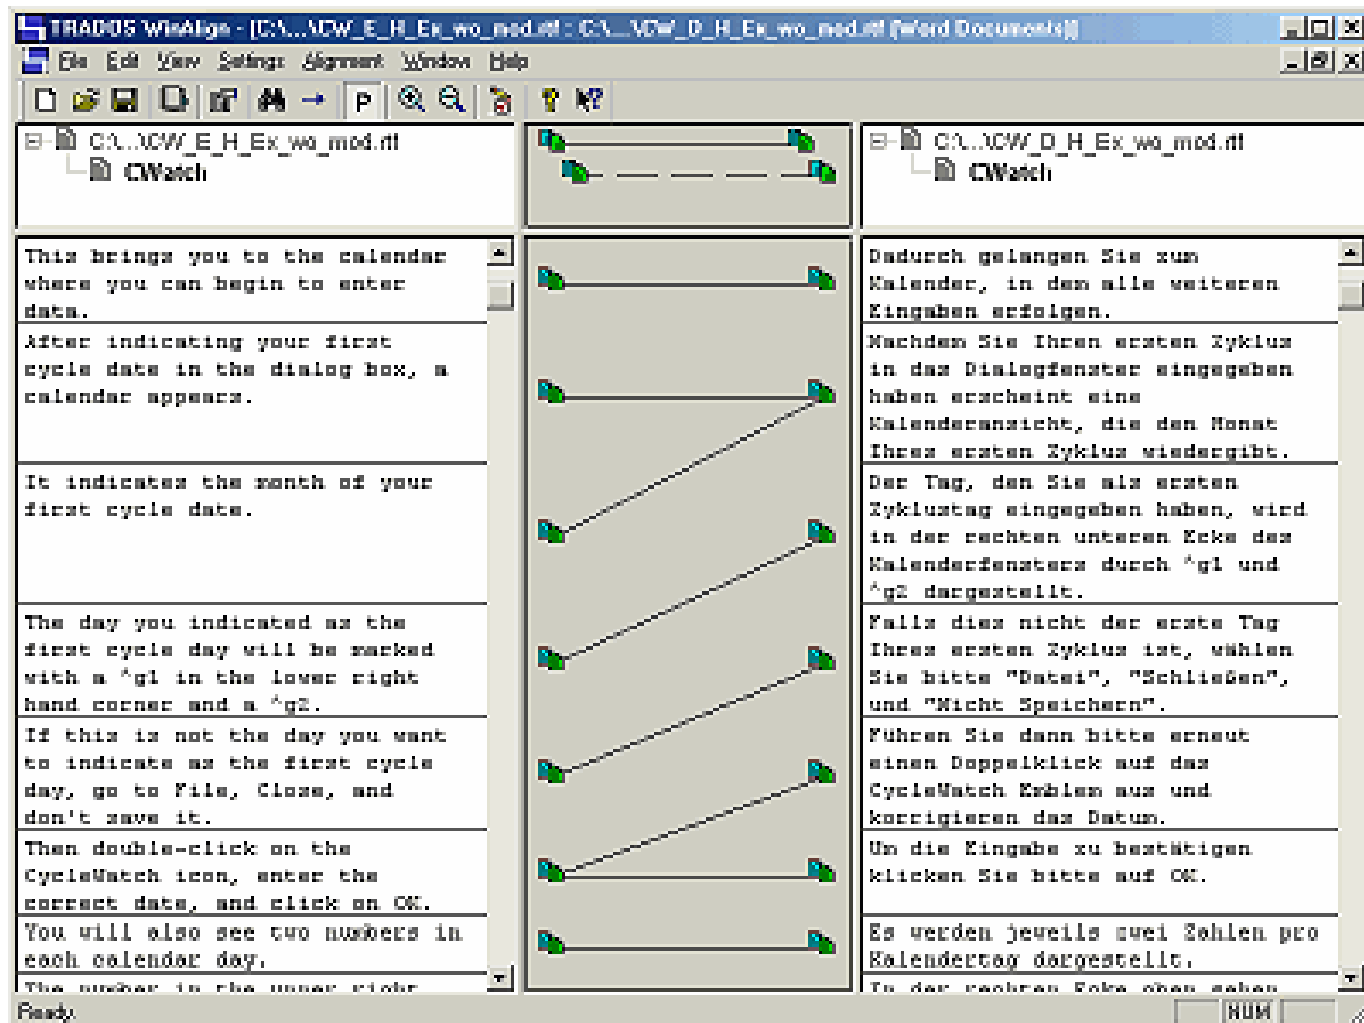 TRADOS WinAlign - [C:\...\CW_E_H_Ex_wo_mod.rtf : C:\...\CW_D_H_Ex_wo_mod.rtf (Word Documents)]
File Edit View Settings Alignment Window Help
P
C:\...\CW_E_H_Ex_wo_mod.rtf
CWatch
C:\...\CW_D_H_Ex_wo_mod.rtf
CWatch
This brings you to the calendar
where you can begin to enter
data.
After indicating your first
cycle date in the dialog box, a
calendar appears.
It indicates the month of your
first cycle date.
The day you indicated as the
first cycle day will be marked
with a ^g1 in the lower right
hand corner and a ^g2.
If this is not the day you want
to indicate as the first cycle
day, go to File, Close, and
don't save it.
Then double-click on the
CycleWatch icon, enter the
correct date, and click on OK.
You will also see two numbers in
each calendar day.
The number in the upper right
Dadurch gelangen Sie zum
Kalender, in dem alle weiteren
Eingaben erfolgen.
Nachdem Sie Ihren ersten Zyklus
in das Dialogfenster eingegeben
haben erscheint eine
Kalenderansicht, die den Monat
Ihres ersten Zyklus wiedergibt.
Der Tag, den Sie als ersten
Zyklustag eingegeben haben, wird
in der rechten unteren Ecke des
Kalenderfensters durch ^g1 und
^g2 dargestellt.
Falls dies nicht der erste Tag
Ihres ersten Zyklus ist, wählen
Sie bitte "Datei", "Schließen",
und "Nicht Speichern".
Führen Sie dann bitte erneut
einen Doppelklick auf das
CycleWatch Emblem aus und
korrigieren das Datum.
Um die Eingabe zu bestätigen
klicken Sie bitte auf OK.
Es werden jeweils zwei Zahlen pro
Kalendertag dargestellt.
In der rechten Ecke oben sehen
Ready.
NUM